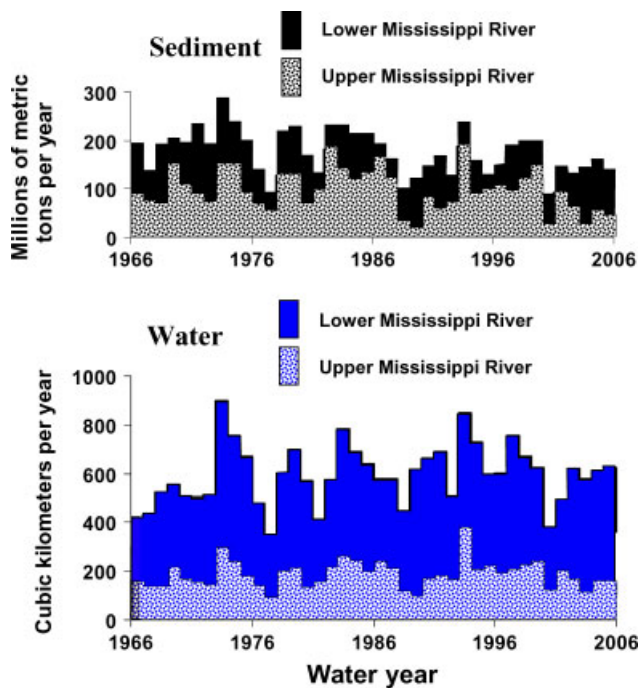 Sediment
Lower Mississippi River
Upper Mississippi River
Millions of metric
tons per year
300
200
100
0
1966
1976
1986
1996
2006
Water
Lower Mississippi River
Upper Mississippi River
Cubic kilometers per year
1000
800
600
400
200
0
1966
1976
1986
1996
2006
Water year